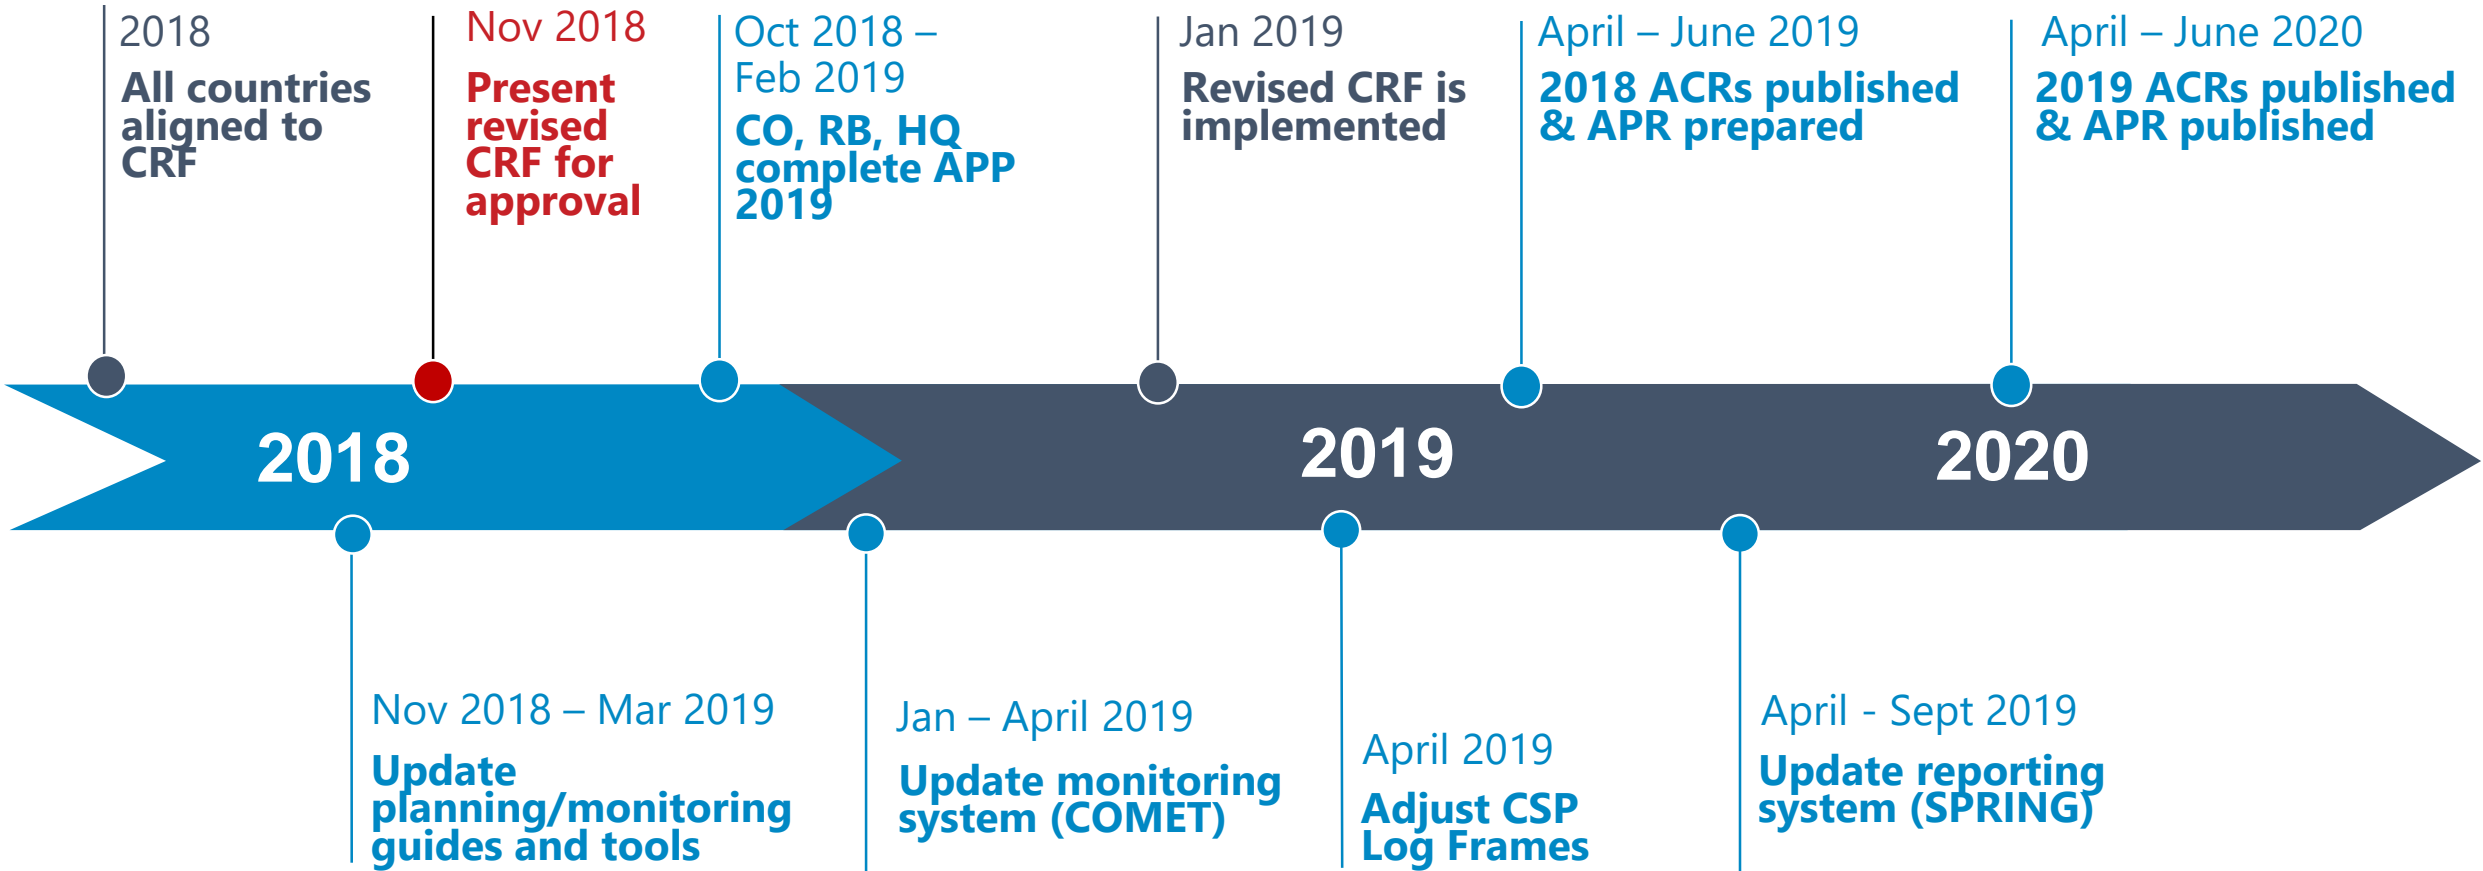 2018
All countries
aligned to
CRF
Nov 2018
Present
revised
CRF for
approval
Oct 2018 –
Feb 2019
CO, RB, HQ
complete APP
2019
Jan 2019
Revised CRF is
implemented
April – June 2019
2018 ACRs published
& APR prepared
April – June 2020
2019 ACRs published
& APR published
2018
2019
2020
Nov 2018 – Mar 2019
Update
planning/monitoring
guides and tools
Jan – April 2019
Update monitoring
system (COMET)
April 2019
Adjust CSP
Log Frames
April - Sept 2019
Update reporting
system (SPRING)